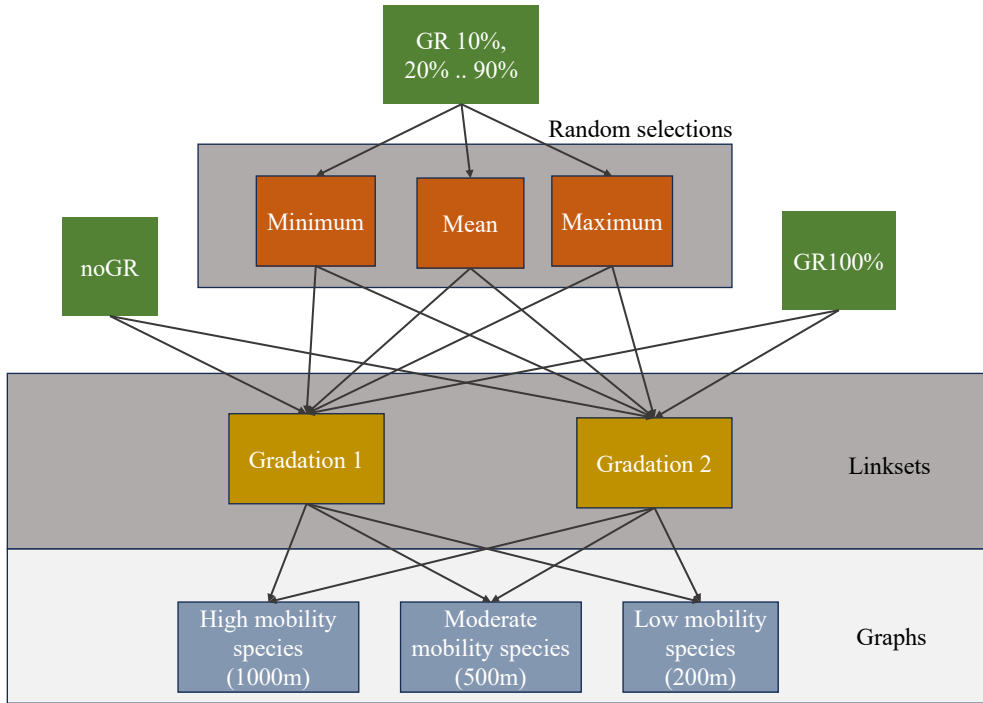 GR 10%,
20% .. 90%
Random selections
Minimum
Mean
Maximum
noGR
GR100%
Gradation 1
Gradation 2
Linksets
High mobility
species
(1000m)
Moderate
mobility species
(500m)
Low mobility
species
(200m)
Graphs